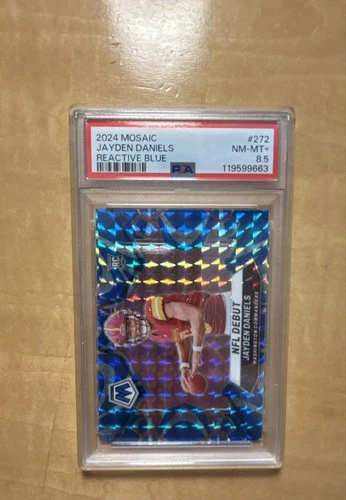 2024 MOSAIC #272
JAYDEN DANIELS NM-MT+
REACTIVE BLUE 8.5
PSA 119599663
RC
NFL DEBUT
JAYDEN DANIELS
WASHINGTON COMMANDERS
M